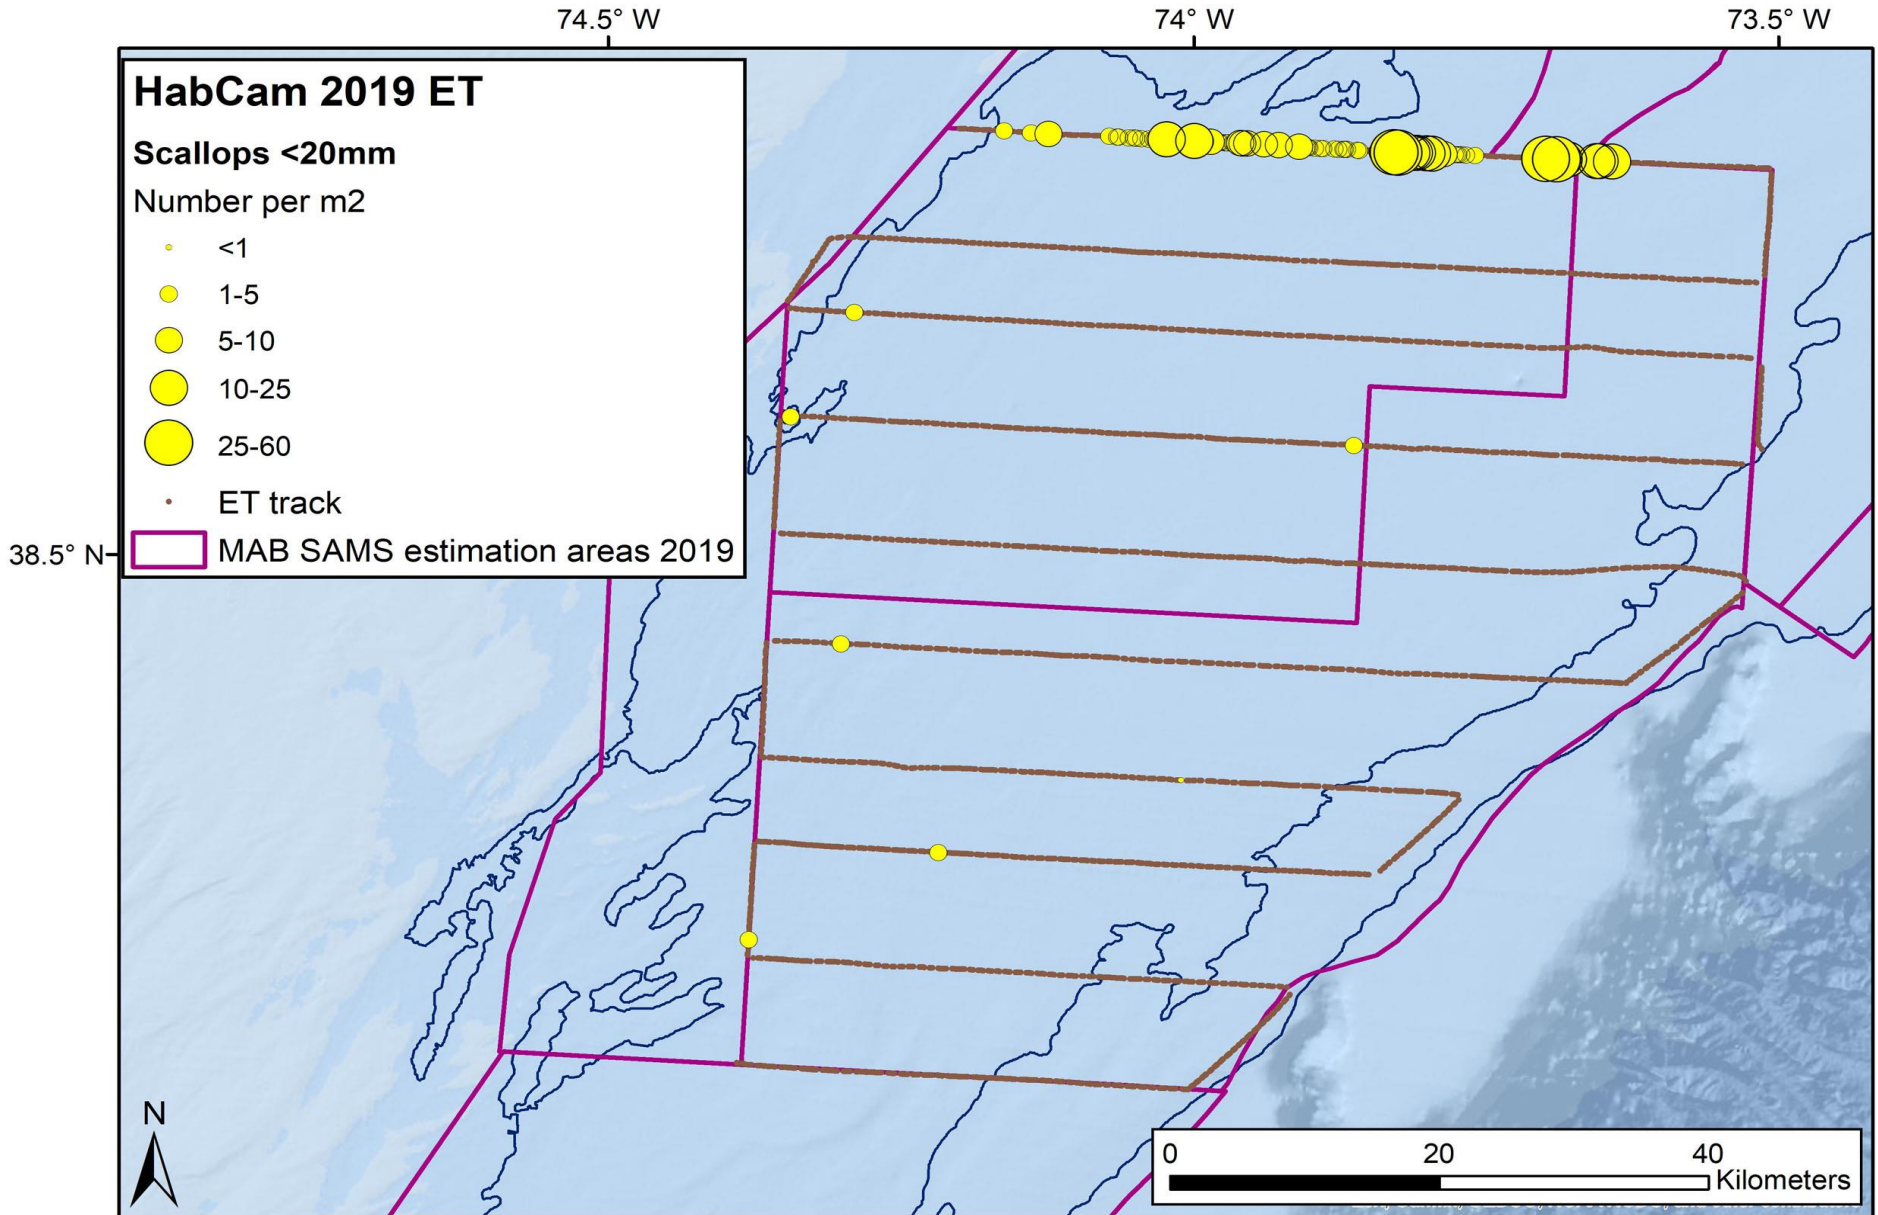 74.5° W
74° W
73.5° W
HabCam 2019 ET
Scallops <20mm
Number per m2
<1
1-5
5-10
10-25
25-60
ET track
MAB SAMS estimation areas 2019
38.5° N
N
0 20 40
Kilometers